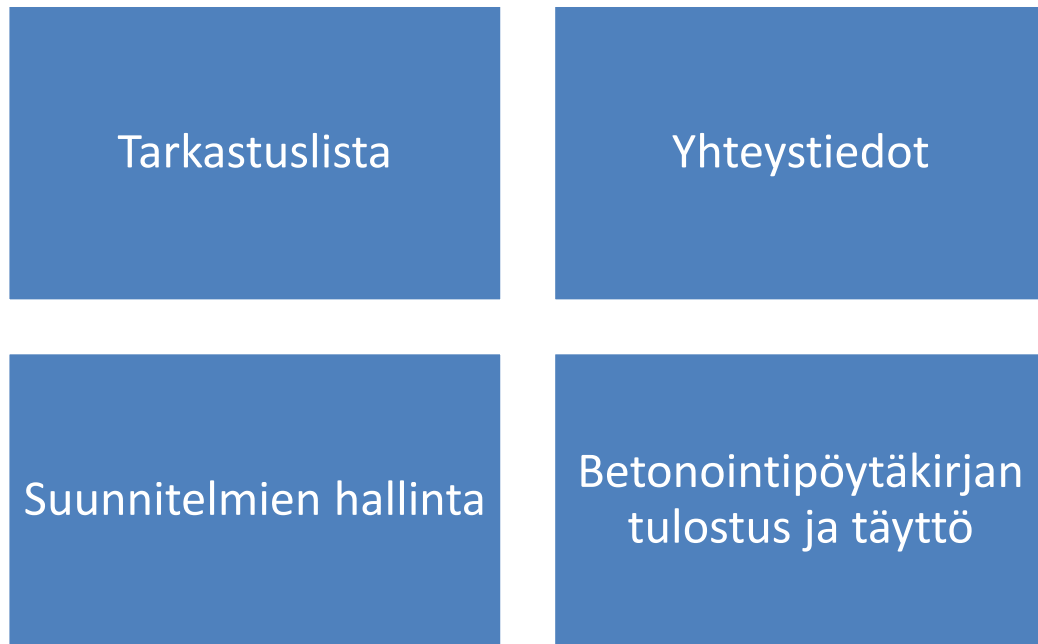 Tarkastuslista
Yhteystiedot
Suunnitelmien hallinta
Betonointipöytäkirjan
tulostus ja täyttö